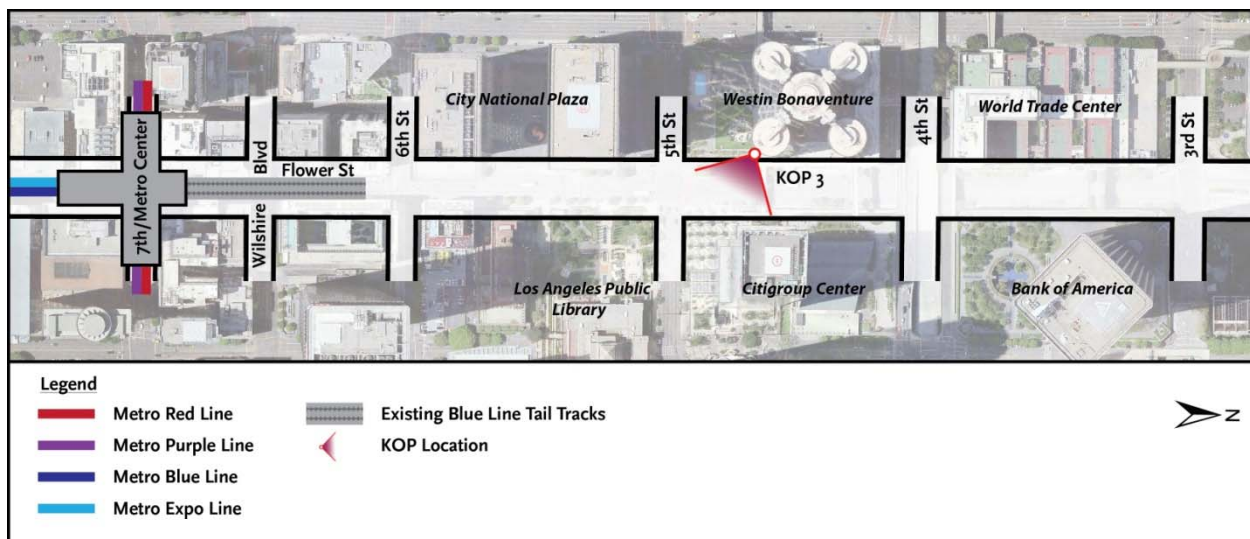 City National Plaza
Westin Bonaventure
World Trade Center
7th/Metro Center
Blvd
Wilshire
6th St
5th St
4th St
3rd St
Flower St
KOP 3
Los Angeles Public
Library
Citigroup Center
Bank of America
Legend
Metro Red Line
Metro Purple Line
Metro Blue Line
Metro Expo Line
Existing Blue Line Tail Tracks
KOP Location
N